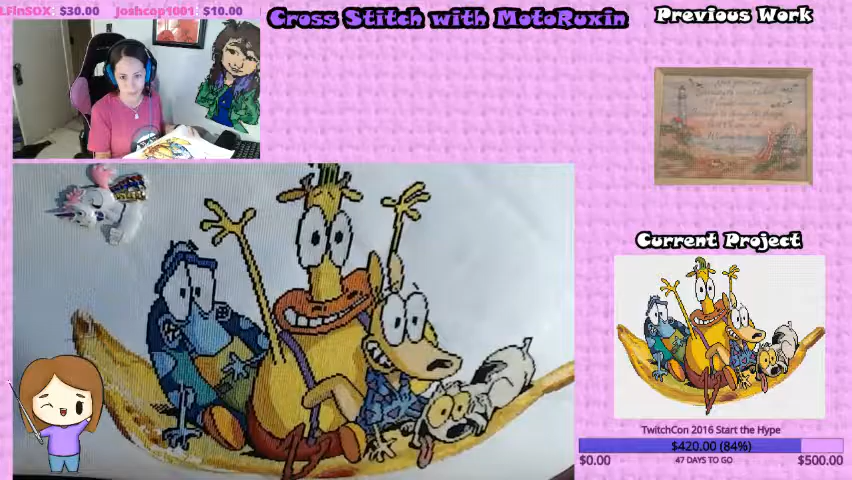 LFinSOX $30.00 Joshcop1001 $10.00
Cross Stitch with MotoRuxin
Previous Work
Current Project
TwitchCon 2016 Start the Hype
$420.00 (84%)
$0.00 47 DAYS TO GO $500.00